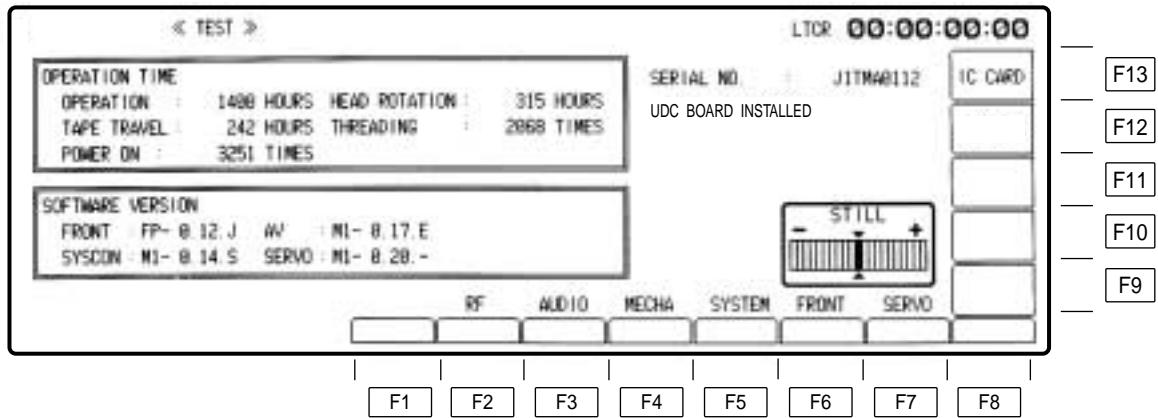 ≪ TEST ≫ LTCR 00:00:00:00
OPERATION TIME
OPERATION : 1400 HOURS HEAD ROTATION : 315 HOURS
TAPE TRAVEL : 242 HOURS THREADING : 2068 TIMES
POWER ON : 3251 TIMES
SERIAL NO. : J1TMA0112
UDC BOARD INSTALLED
IC CARD
SOFTWARE VERSION
FRONT : FP- 0.12.J AV : M1- 0.17.E
SYSCON : M1- 0.14.S SERVO : M1- 0.20.-
STILL
- +
RF AUDIO MECHA SYSTEM FRONT SERVO
F13
F12
F11
F10
F9
F1 F2 F3 F4 F5 F6 F7 F8